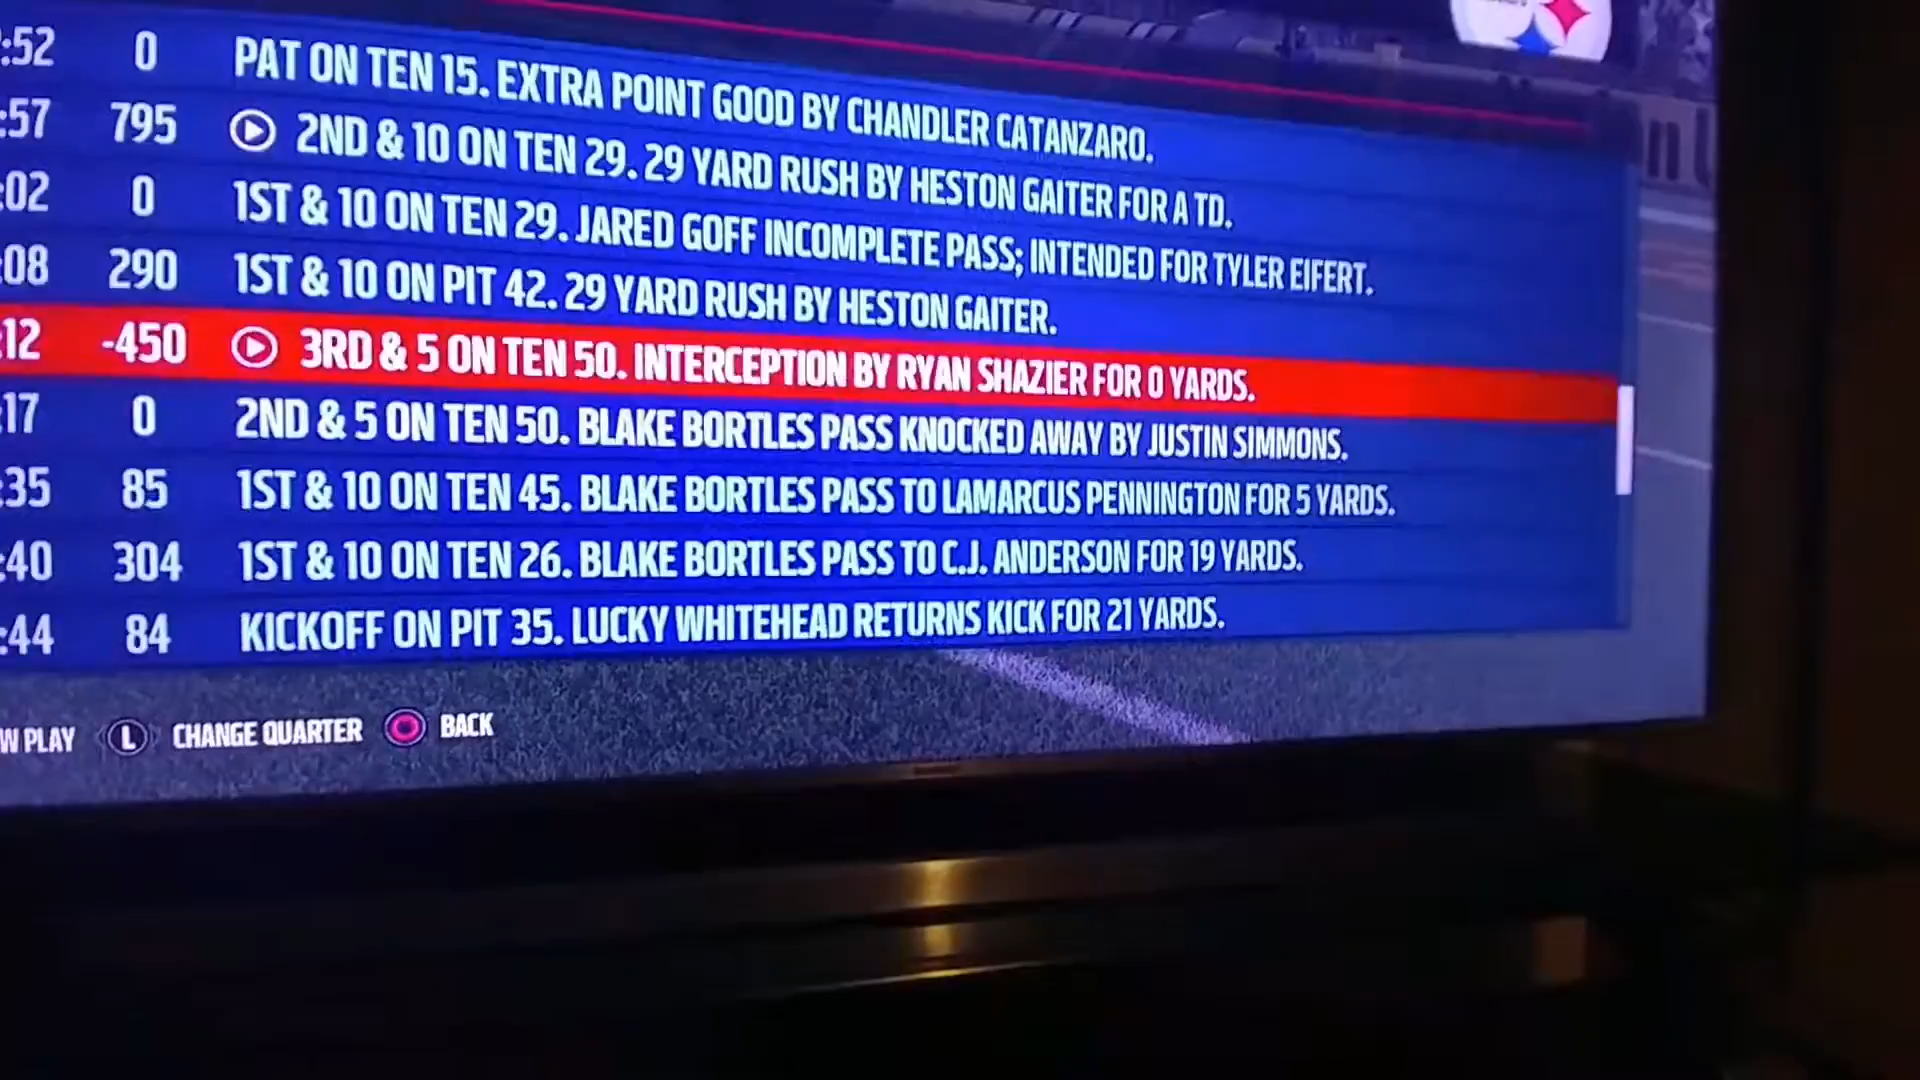 :52 0 PAT ON TEN 15. EXTRA POINT GOOD BY CHANDLER CATANZARO.
:57 795 2ND & 10 ON TEN 29. 29 YARD RUSH BY HESTON GAITER FOR A TD.
:02 0 1ST & 10 ON TEN 29. JARED GOFF INCOMPLETE PASS; INTENDED FOR TYLER EIFERT.
:08 290 1ST & 10 ON PIT 42. 29 YARD RUSH BY HESTON GAITER.
:12 -450 3RD & 5 ON TEN 50. INTERCEPTION BY RYAN SHAZIER FOR 0 YARDS.
:17 0 2ND & 5 ON TEN 50. BLAKE BORTLES PASS KNOCKED AWAY BY JUSTIN SIMMONS.
:35 85 1ST & 10 ON TEN 45. BLAKE BORTLES PASS TO LAMARCUS PENNINGTON FOR 5 YARDS.
:40 304 1ST & 10 ON TEN 26. BLAKE BORTLES PASS TO C.J. ANDERSON FOR 19 YARDS.
:44 84 KICKOFF ON PIT 35. LUCKY WHITEHEAD RETURNS KICK FOR 21 YARDS.
W PLAY L CHANGE QUARTER BACK